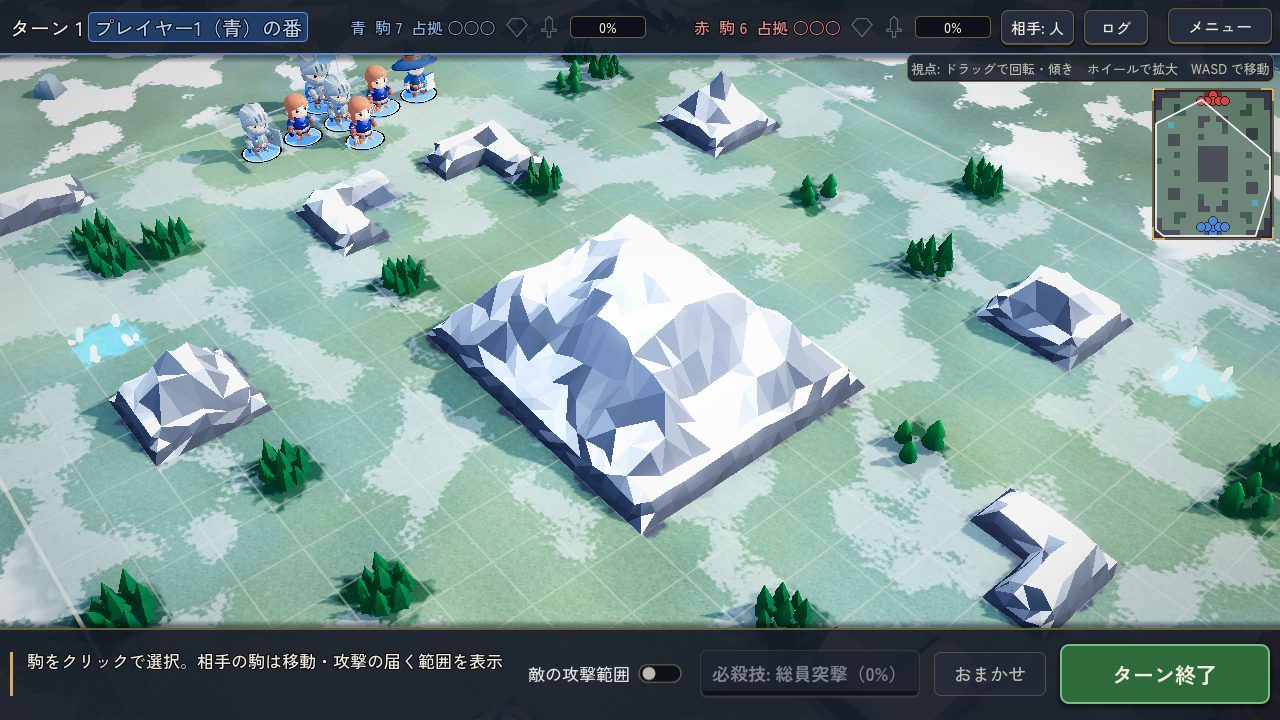 ターン 1 プレイヤー1（青）の番 青 駒 7 占拠 〇〇〇 0% 赤 駒 6 占拠 〇〇〇 0% 相手: 人 ログ メニュー
視点: ドラッグで回転・傾き ホイールで拡大 WASD で移動
駒をクリックで選択。相手の駒は移動・攻撃の届く範囲を表示
敵の攻撃範囲 必殺技: 総員突撃（0%） おまかせ ターン終了